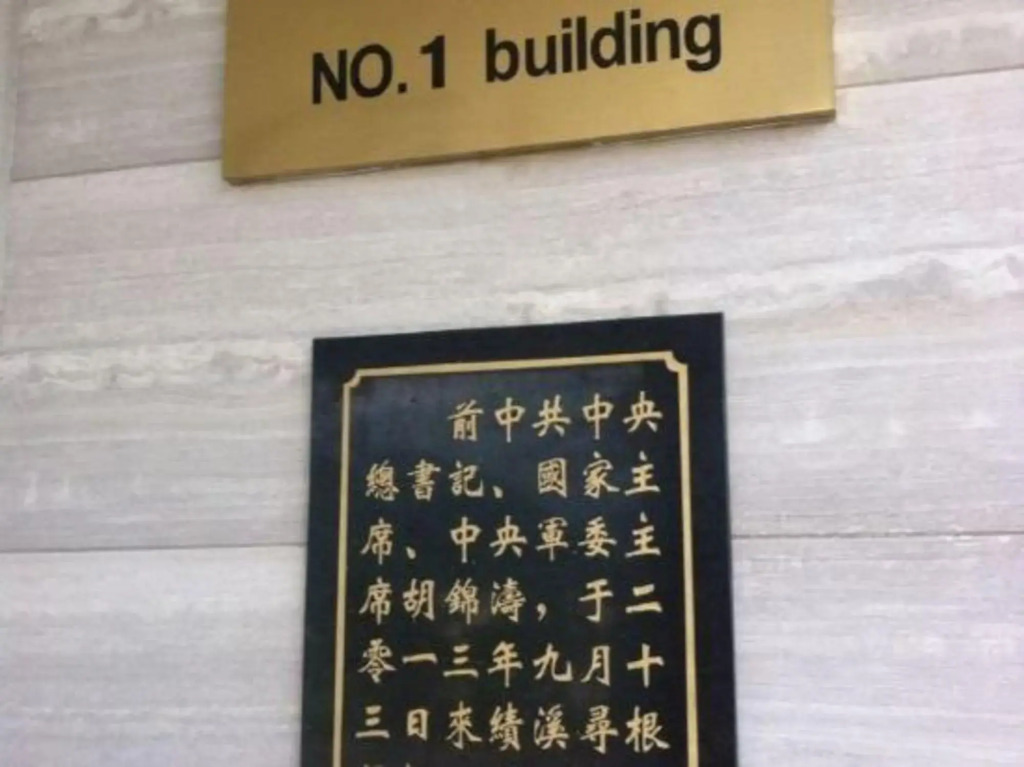 NO.1 building
前中共中央
總書記、國家主
席、中央軍委主
席胡錦濤，于二
零一三年九月十
三日來績溪尋根